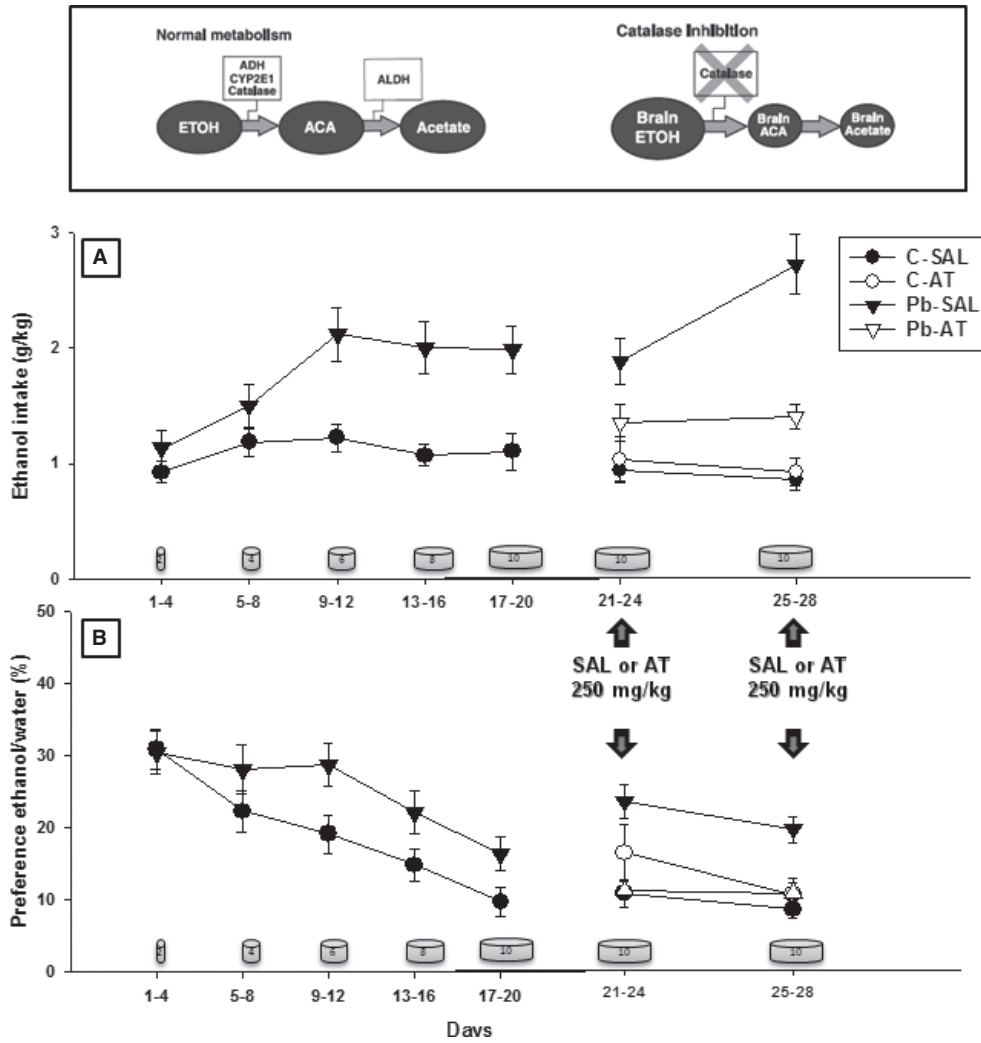 Normal metabolism
ADH
CYP2E1
Catalase
ALDH
ETOH
ACA
Acetate
Catalase Inhibition
Catalase
Brain
ETOH
Brain
ACA
Brain
Acetate
A
Ethanol intake (g/kg)
3
2
1
0
C-SAL
C-AT
Pb-SAL
Pb-AT
2
4
6
8
10
10
10
1-4
5-8
9-12
13-16
17-20
21-24
25-28
SAL or AT
250 mg/kg
SAL or AT
250 mg/kg
B
Preference ethanol/water (%)
50
40
30
20
10
0
2
4
6
8
10
10
10
1-4
5-8
9-12
13-16
17-20
21-24
25-28
Days